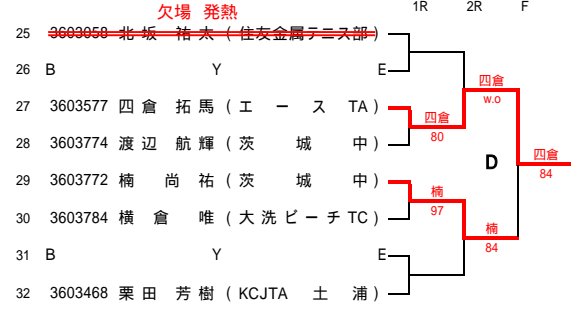 欠場 発熱
1R 2R F
25 3603058 北 坂 祐 太 ( 住友金属テニス部 )
26 B Y E
四倉
w.o
27 3603577 四 倉 拓 馬 ( エ ー ス TA )
四倉
80
28 3603774 渡 辺 航 輝 ( 茨 城 中 )
D
四倉
84
29 3603772 楠 尚 祐 ( 茨 城 中 )
楠
97
30 3603784 横 倉 唯 ( 大 洗 ビ ー チ TC )
楠
84
31 B Y E
32 3603468 栗 田 芳 樹 ( KCJTA 土 浦 )